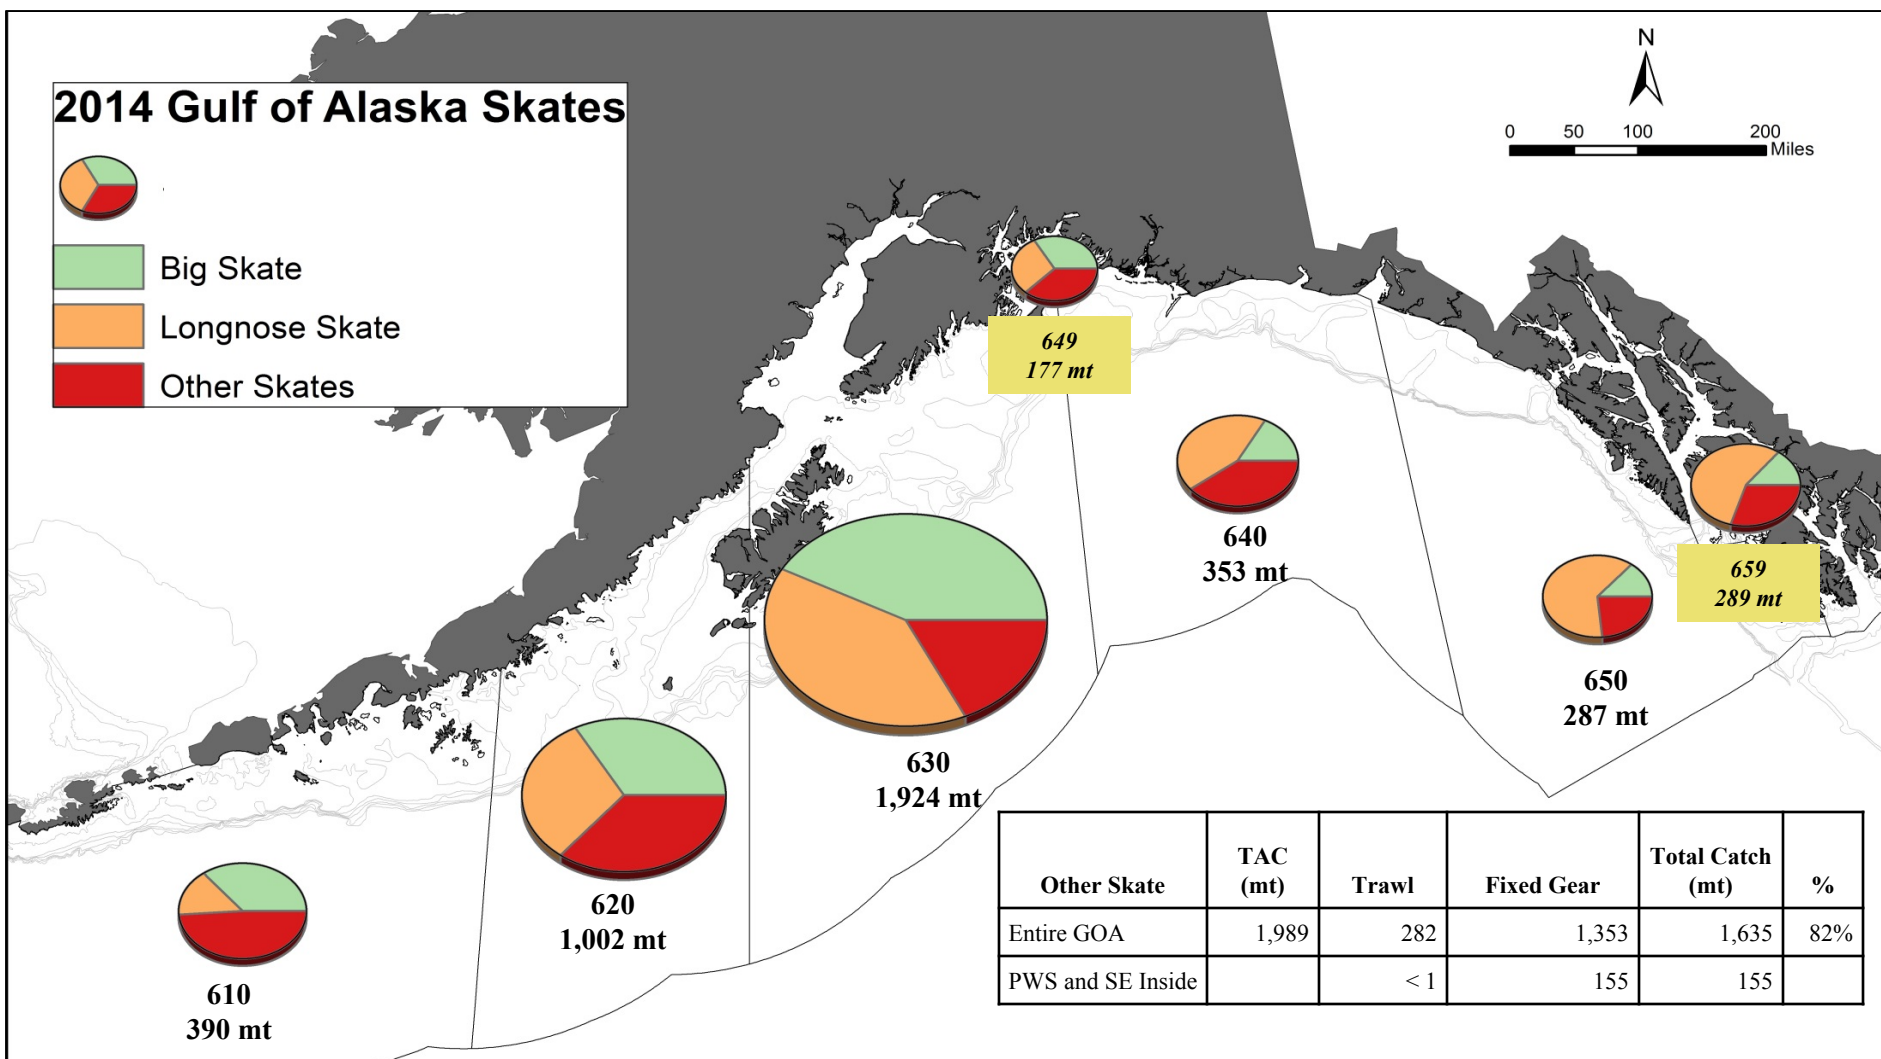 2014 Gulf of Alaska Skates
Big Skate
Longnose Skate
Other Skates
N
0 50 100 200
Miles
649
177 mt
640
353 mt
659
289 mt
650
287 mt
630
1,924 mt
620
1,002 mt
610
390 mt
Other Skate TAC (mt) Trawl Fixed Gear Total Catch (mt) %
Entire GOA 1,989 282 1,353 1,635 82%
PWS and SE Inside < 1 155 155